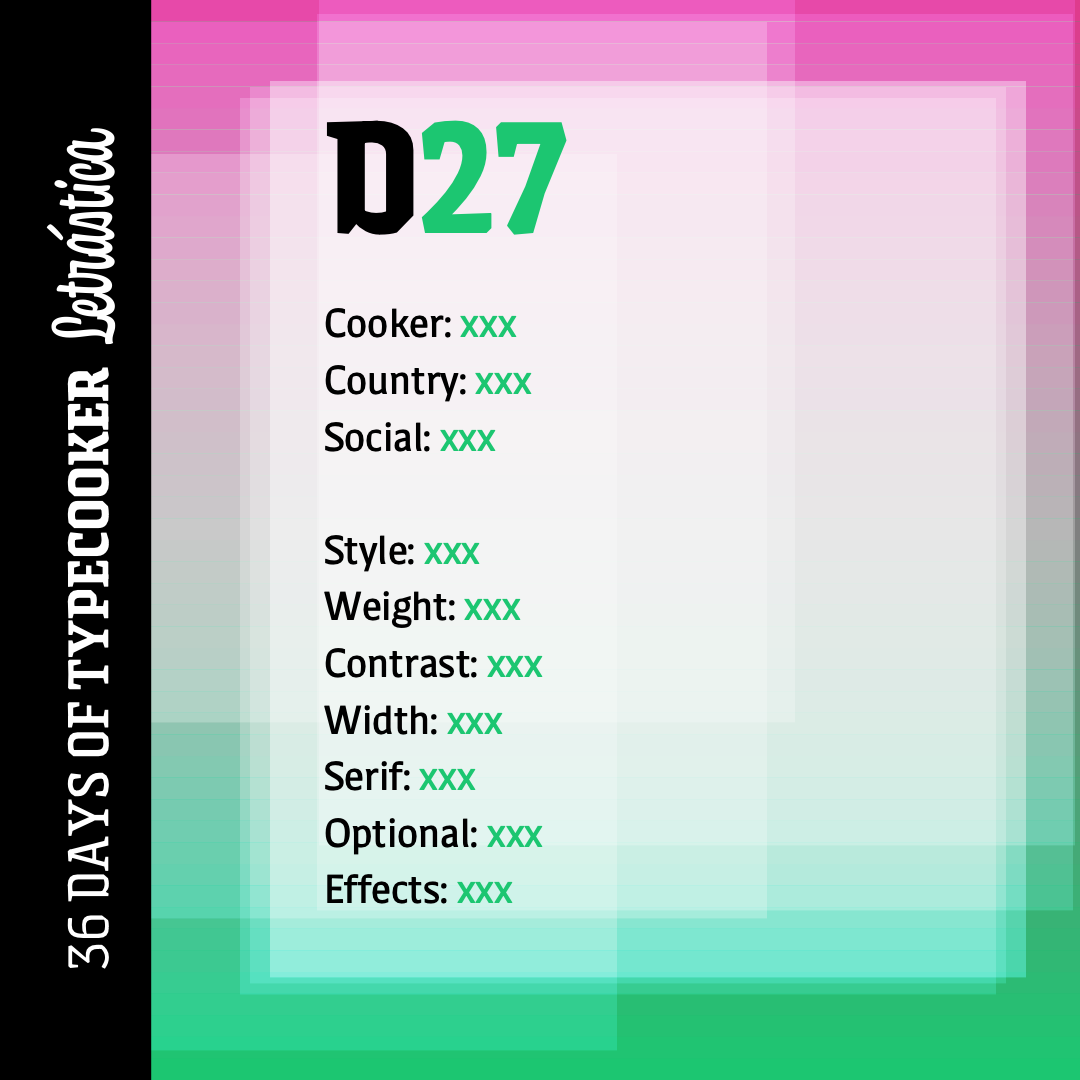 36 DAYS OF TYPECOOKER Letrástica
D27
Cooker: xxx
Country: xxx
Social: xxx
Style: xxx
Weight: xxx
Contrast: xxx
Width: xxx
Serif: xxx
Optional: xxx
Effects: xxx